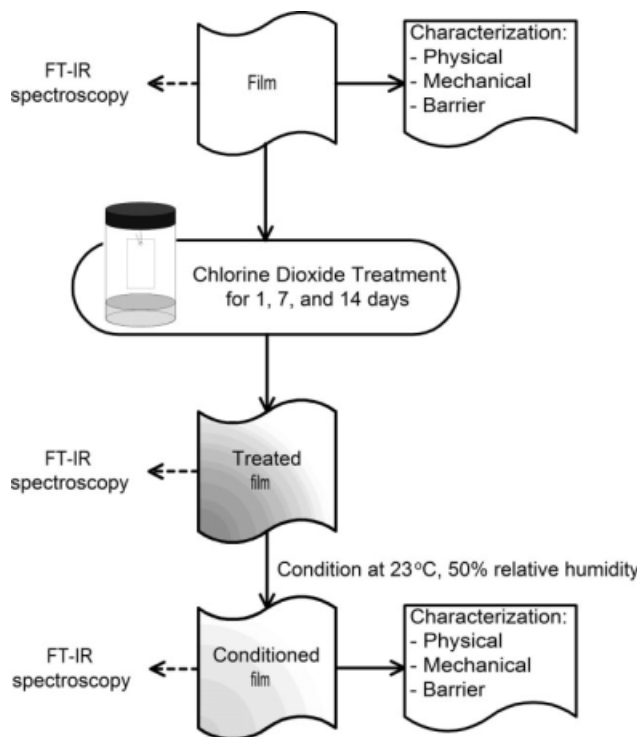 FT-IR
spectroscopy
Film
Characterization:
- Physical
- Mechanical
- Barrier
Chlorine Dioxide Treatment
for 1, 7, and 14 days
FT-IR
spectroscopy
Treated
film
Condition at 23°C, 50% relative humidity
FT-IR
spectroscopy
Conditioned
film
Characterization:
- Physical
- Mechanical
- Barrier